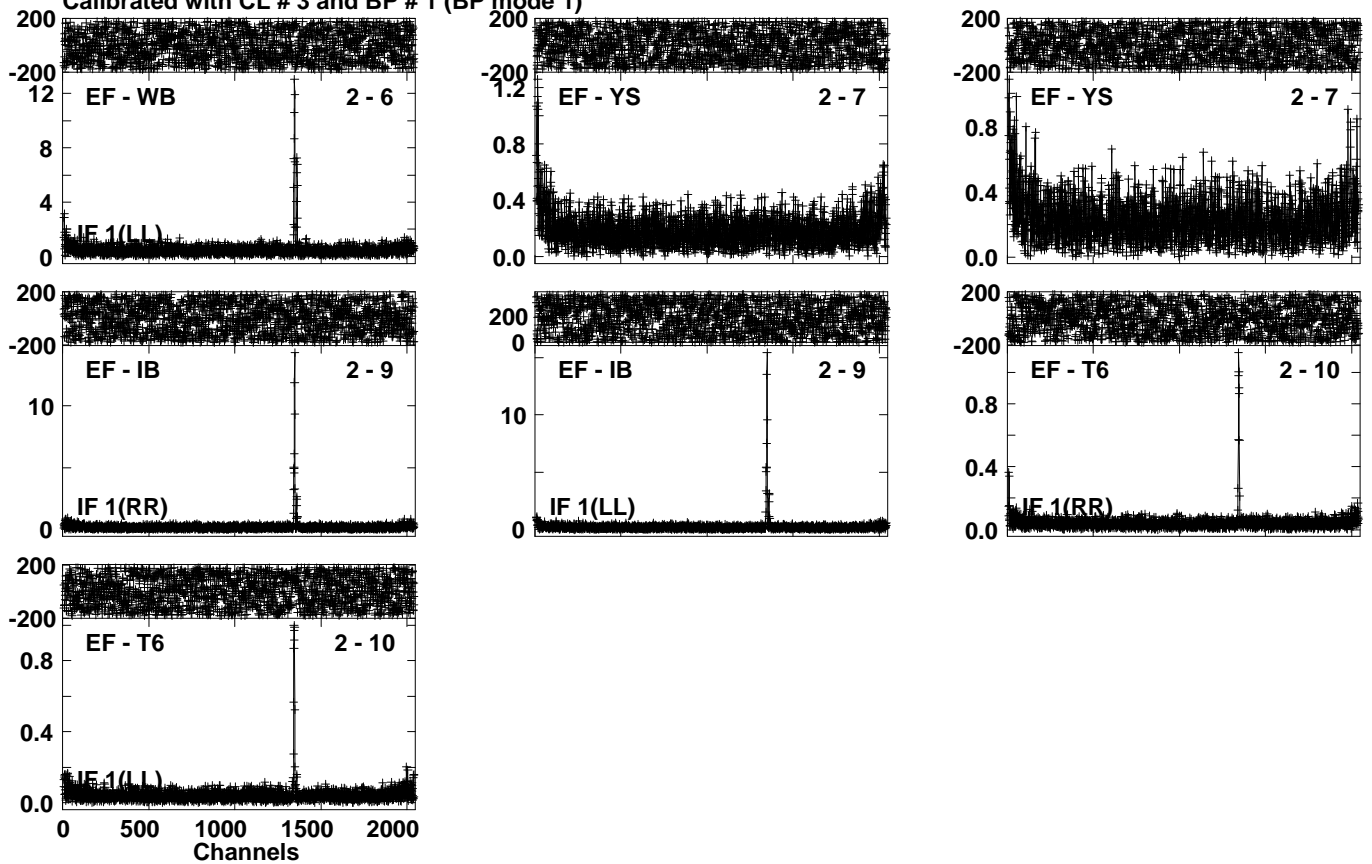 Calibrated with CL # 3 and BP # 1 (BP mode 1)
200
-200
12
8
4
0
EF - WB
2 - 6
IF 1(LL)
200
-200
1.2
0.8
0.4
0.0
EF - YS
2 - 7
200
-200
0.8
0.4
0.0
EF - YS
2 - 7
200
-200
10
0
EF - IB
2 - 9
IF 1(RR)
200
0
10
0
EF - IB
2 - 9
IF 1(LL)
200
-200
0.8
0.4
0.0
EF - T6
2 - 10
IF 1(RR)
200
-200
0.8
0.4
0.0
EF - T6
2 - 10
IF 1(LL)
0 500 1000 1500 2000
Channels